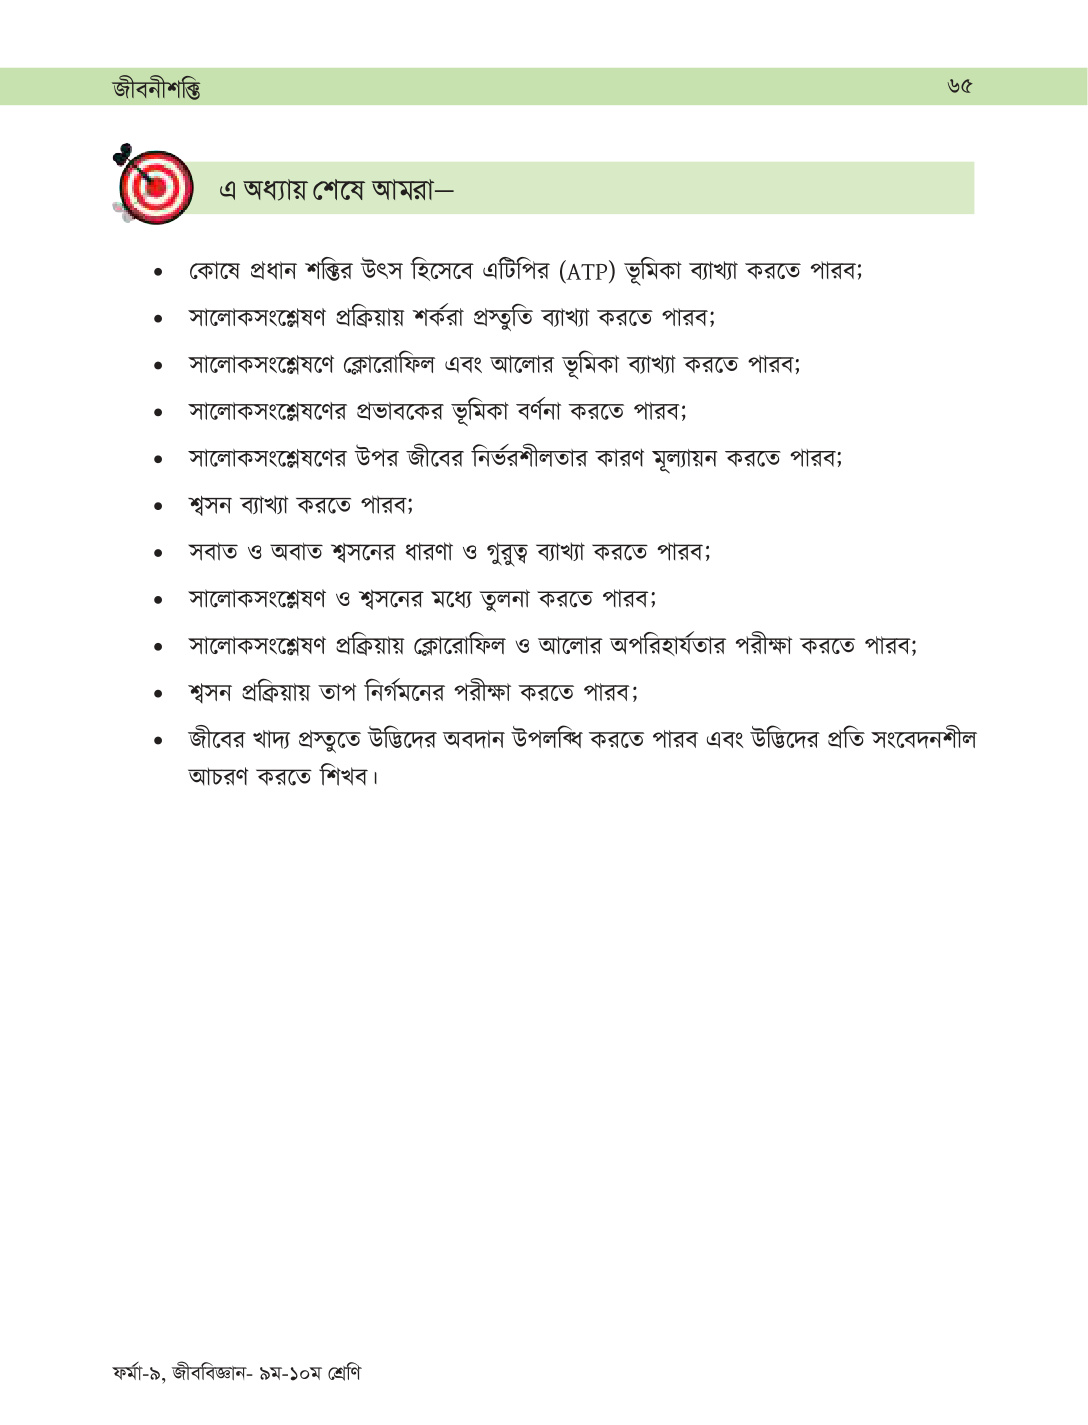 জীবনীশক্তি ৬৫
এ অধ্যায় শেষে আমরা—
• কোষে প্রধান শক্তির উৎস হিসেবে এটিপির (ATP) ভূমিকা ব্যাখ্যা করতে পারব;
• সালোকসংশ্লেষণ প্রক্রিয়ায় শর্করা প্রস্তুতি ব্যাখ্যা করতে পারব;
• সালোকসংশ্লেষণে ক্লোরোফিল এবং আলোর ভূমিকা ব্যাখ্যা করতে পারব;
• সালোকসংশ্লেষণের প্রভাবকের ভূমিকা বর্ণনা করতে পারব;
• সালোকসংশ্লেষণের উপর জীবের নির্ভরশীলতার কারণ মূল্যায়ন করতে পারব;
• শ্বসন ব্যাখ্যা করতে পারব;
• সবাত ও অবাত শ্বসনের ধারণা ও গুরুত্ব ব্যাখ্যা করতে পারব;
• সালোকসংশ্লেষণ ও শ্বসনের মধ্যে তুলনা করতে পারব;
• সালোকসংশ্লেষণ প্রক্রিয়ায় ক্লোরোফিল ও আলোর অপরিহার্যতার পরীক্ষা করতে পারব;
• শ্বসন প্রক্রিয়ায় তাপ নির্গমনের পরীক্ষা করতে পারব;
• জীবের খাদ্য প্রস্তুতে উদ্ভিদের অবদান উপলব্ধি করতে পারব এবং উদ্ভিদের প্রতি সংবেদনশীল
আচরণ করতে শিখব।
ফর্মা-৯, জীববিজ্ঞান- ৯ম-১০ম শ্রেণি